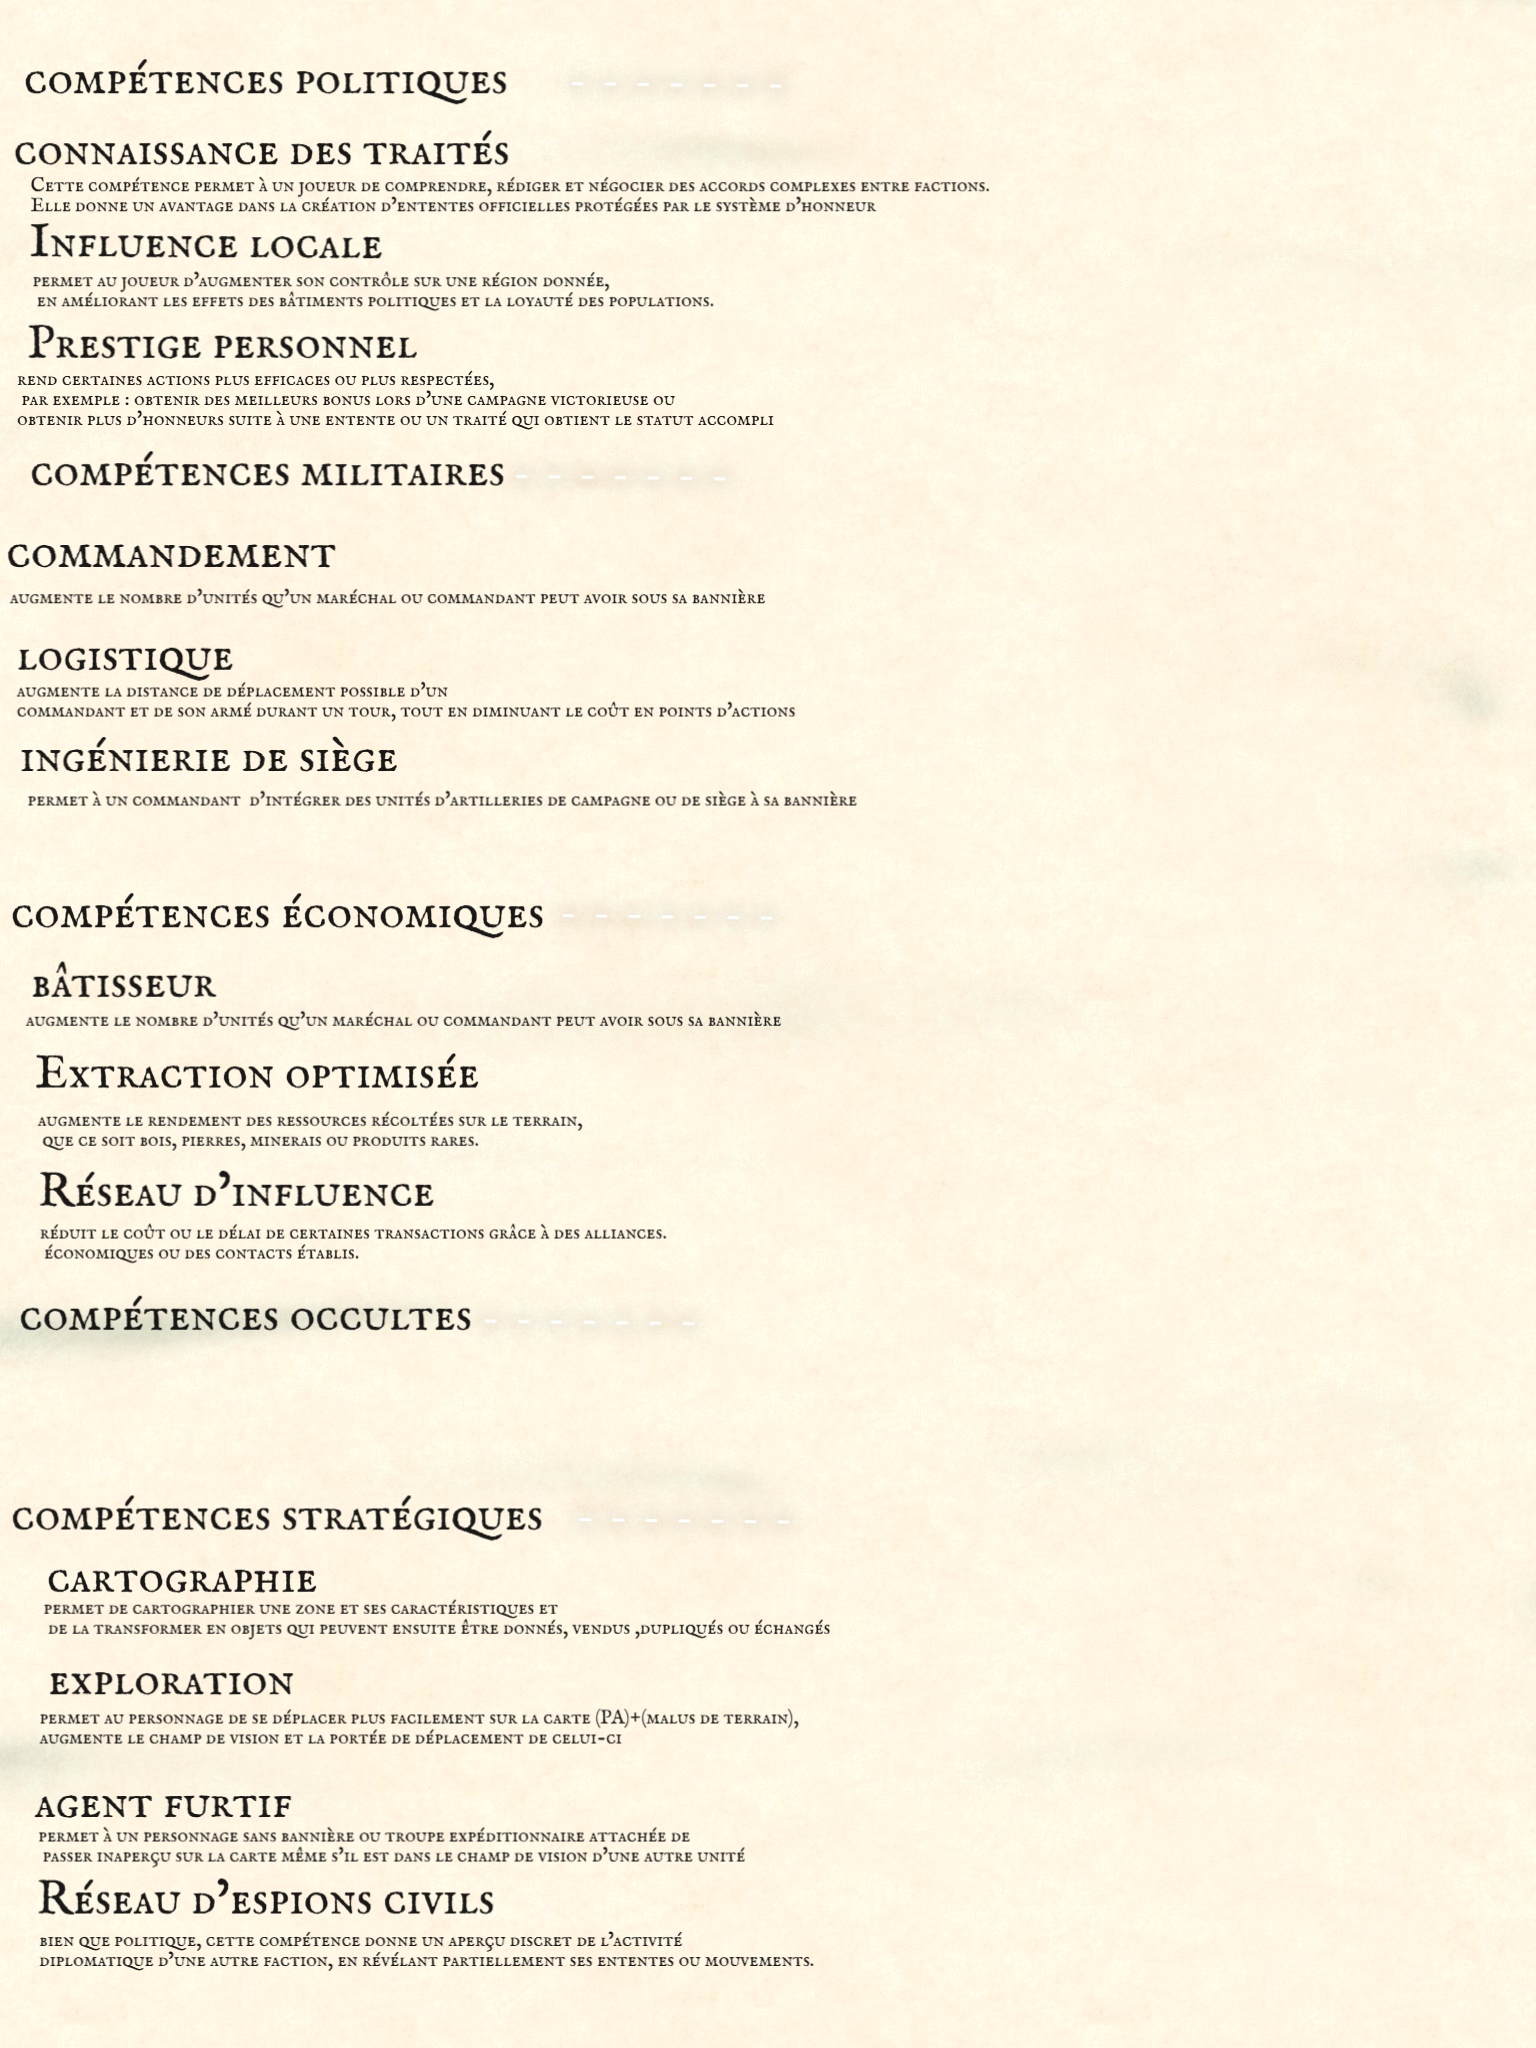 COMPÉTENCES POLITIQUES - - - - - - -
CONNAISSANCE DES TRAITÉS
Cette compétence permet à un joueur de comprendre, rédiger et négocier des accords complexes entre factions.
Elle donne un avantage dans la création d'ententes officielles protégées par le système d'honneur
Influence locale
permet au joueur d'augmenter son contrôle sur une région donnée,
en améliorant les effets des bâtiments politiques et la loyauté des populations.
Prestige personnel
rend certaines actions plus efficaces ou plus respectées,
par exemple : obtenir des meilleurs bonus lors d'une campagne victorieuse ou
obtenir plus d'honneurs suite à une entente ou un traité qui obtient le statut accompli
COMPÉTENCES MILITAIRES - - - - - - -
COMMANDEMENT
augmente le nombre d'unités qu'un maréchal ou commandant peut avoir sous sa bannière
LOGISTIQUE
augmente la distance de déplacement possible d'un
commandant et de son armé durant un tour, tout en diminuant le coût en points d'actions
INGÉNIERIE DE SIÈGE
permet à un commandant d'intégrer des unités d'artilleries de campagne ou de siège à sa bannière
COMPÉTENCES ÉCONOMIQUES - - - - - - -
BÂTISSEUR
augmente le nombre d'unités qu'un maréchal ou commandant peut avoir sous sa bannière
Extraction optimisée
augmente le rendement des ressources récoltées sur le terrain,
que ce soit bois, pierres, minerais ou produits rares.
Réseau d'influence
réduit le coût ou le délai de certaines transactions grâce à des alliances.
économiques ou des contacts établis.
COMPÉTENCES OCCULTES - - - - - - -
COMPÉTENCES STRATÉGIQUES - - - - - - -
CARTOGRAPHIE
permet de cartographier une zone et ses caractéristiques et
de la transformer en objets qui peuvent ensuite être donnés, vendus ,dupliqués ou échangés
EXPLORATION
permet au personnage de se déplacer plus facilement sur la carte (PA)+(malus de terrain),
augmente le champ de vision et la portée de déplacement de celui-ci
AGENT FURTIF
permet à un personnage sans bannière ou troupe expéditionnaire attachée de
passer inaperçu sur la carte même s'il est dans le champ de vision d'une autre unité
Réseau d'espions civils
bien que politique, cette compétence donne un aperçu discret de l'activité
diplomatique d'une autre faction, en révélant partiellement ses ententes ou mouvements.